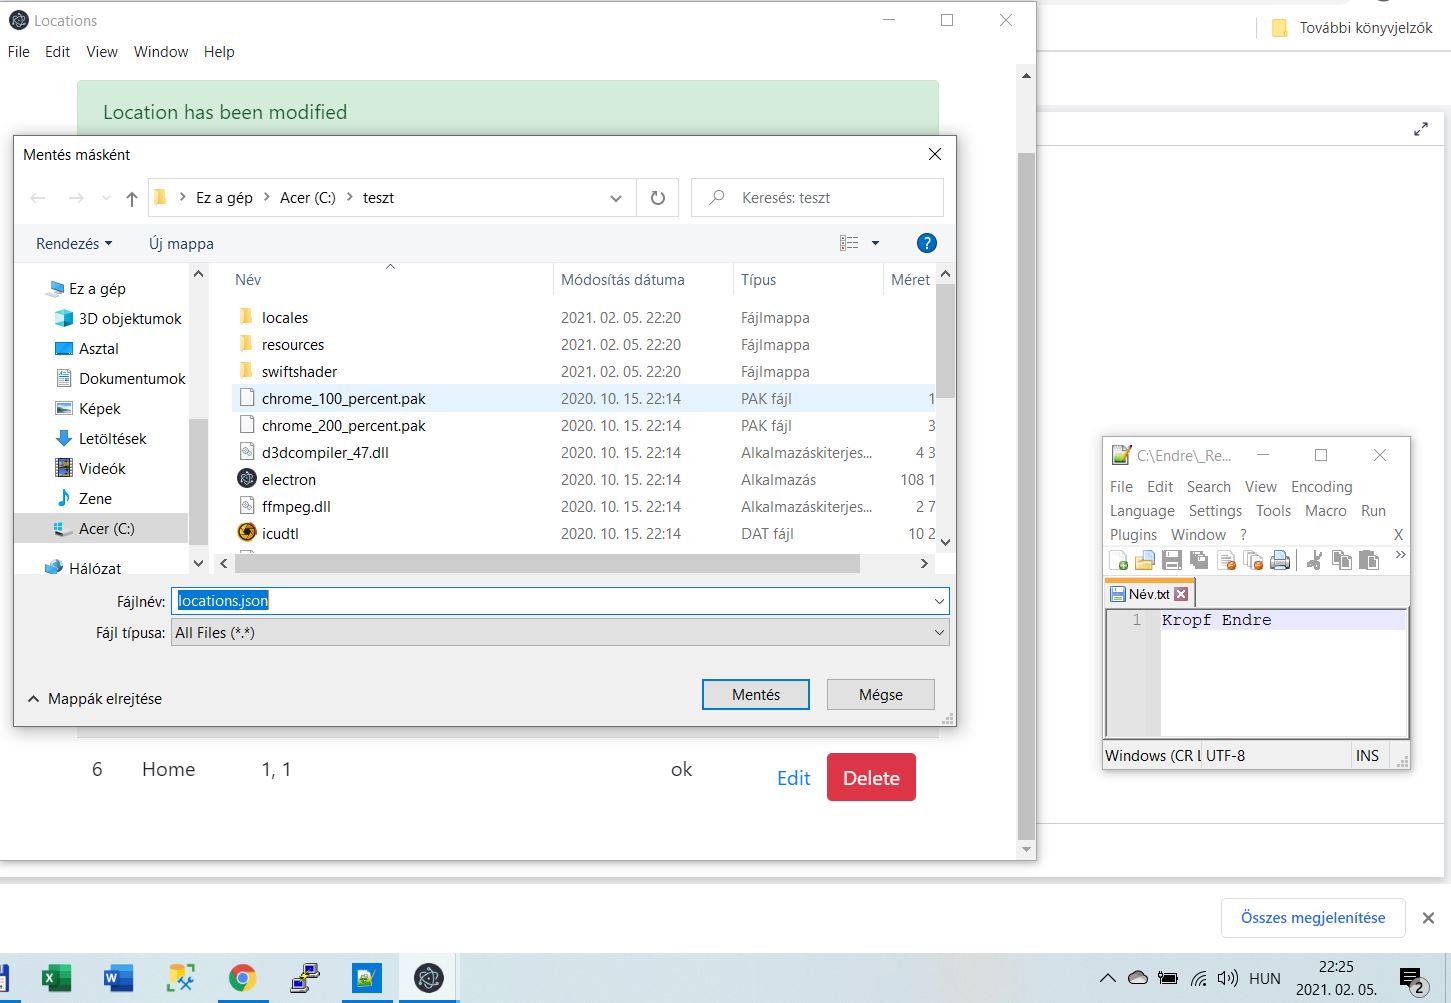 Locations
File Edit View Window Help
További könyvjelzők
Location has been modified
Mentés másként
Ez a gép > Acer (C:) > teszt
Keresés: teszt
Rendezés
Új mappa
Név Módosítás dátuma Típus Méret
Ez a gép
3D objektumok
Asztal
Dokumentumok
Képek
Letöltések
Videók
Zene
Acer (C:)
Hálózat
locales 2021. 02. 05. 22:20 Fájlmappa
resources 2021. 02. 05. 22:20 Fájlmappa
swiftshader 2021. 02. 05. 22:20 Fájlmappa
chrome_100_percent.pak 2020. 10. 15. 22:14 PAK fájl 1
chrome_200_percent.pak 2020. 10. 15. 22:14 PAK fájl 3
d3dcompiler_47.dll 2020. 10. 15. 22:14 Alkalmazáskiterjes... 4 3
electron 2020. 10. 15. 22:14 Alkalmazás 108 1
ffmpeg.dll 2020. 10. 15. 22:14 Alkalmazáskiterjes... 2 7
icudtl 2020. 10. 15. 22:14 DAT fájl 10 2
Fájlnév: locations.json
Fájl típusa: All Files (*.*)
Mappák elrejtése
Mentés
Mégse
6 Home 1, 1 ok Edit Delete
C:\Endre\_Re...
File Edit Search View Encoding
Language Settings Tools Macro Run
Plugins Window ? X
Név.txt
1 Kropf Endre
Windows (CR L UTF-8 INS
Összes megjelenítése
HUN
22:25
2021. 02. 05.
2